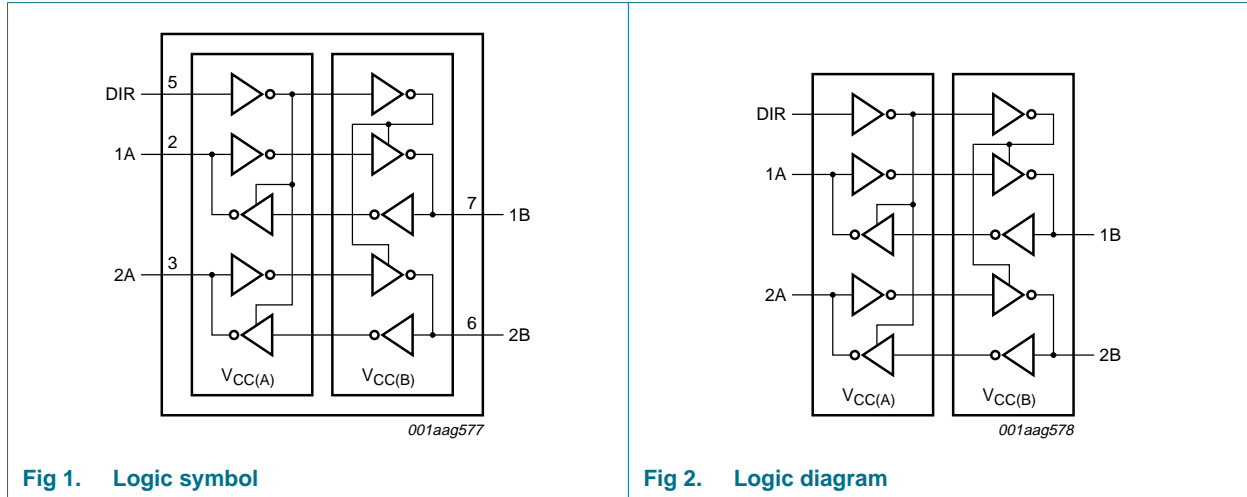 DIR 5
1A 2
7 1B
2A 3
6 2B
VCC(A) VCC(B)
001aag577
Fig 1. Logic symbol
DIR
1A
1B
2A
2B
VCC(A) VCC(B)
001aag578
Fig 2. Logic diagram